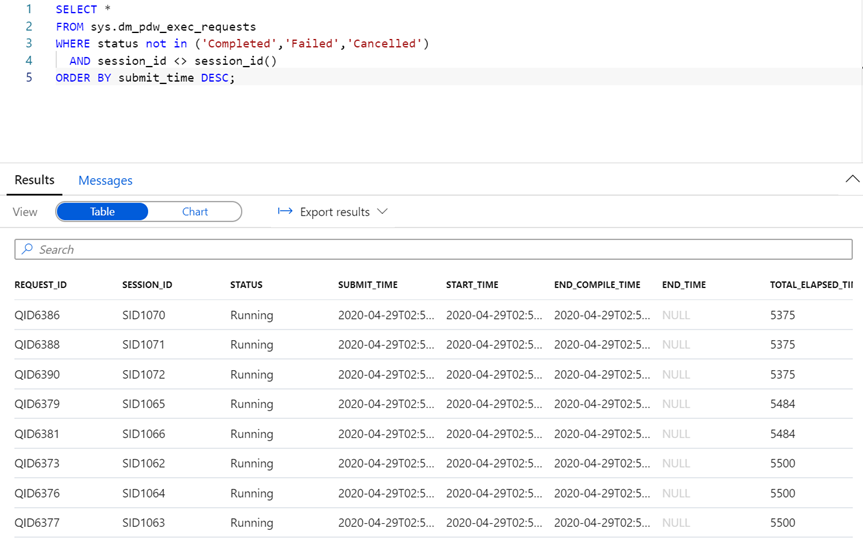 1 SELECT *
2 FROM sys.dm_pdw_exec_requests
3 WHERE status not in ('Completed','Failed','Cancelled')
4 AND session_id <> session_id()
5 ORDER BY submit_time DESC;
Results Messages
View Table Chart Export results
Search
REQUEST_ID SESSION_ID STATUS SUBMIT_TIME START_TIME END_COMPILE_TIME END_TIME TOTAL_ELAPSED_TIM
QID6386 SID1070 Running 2020-04-29T02:5... 2020-04-29T02:5... 2020-04-29T02:5... NULL 5375
QID6388 SID1071 Running 2020-04-29T02:5... 2020-04-29T02:5... 2020-04-29T02:5... NULL 5375
QID6390 SID1072 Running 2020-04-29T02:5... 2020-04-29T02:5... 2020-04-29T02:5... NULL 5375
QID6379 SID1065 Running 2020-04-29T02:5... 2020-04-29T02:5... 2020-04-29T02:5... NULL 5484
QID6381 SID1066 Running 2020-04-29T02:5... 2020-04-29T02:5... 2020-04-29T02:5... NULL 5484
QID6373 SID1062 Running 2020-04-29T02:5... 2020-04-29T02:5... 2020-04-29T02:5... NULL 5500
QID6376 SID1064 Running 2020-04-29T02:5... 2020-04-29T02:5... 2020-04-29T02:5... NULL 5500
QID6377 SID1063 Running 2020-04-29T02:5... 2020-04-29T02:5... 2020-04-29T02:5... NULL 5500